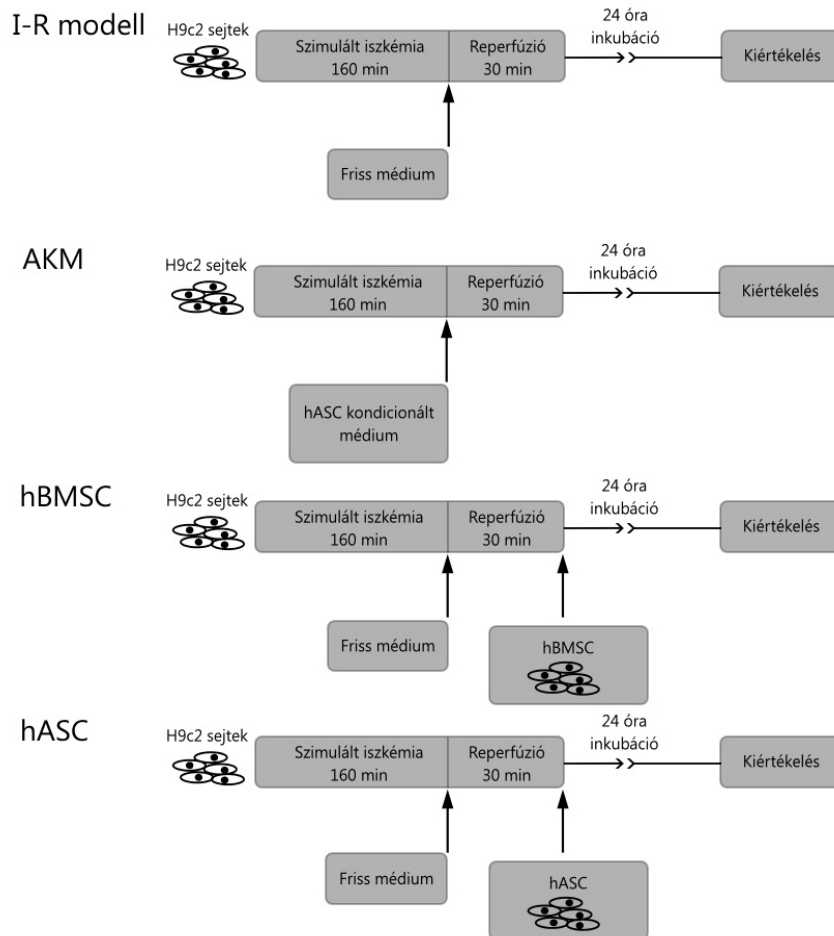 I-R modell
H9c2 sejtek
Szimulált iszkémia
160 min
Reperfúzió
30 min
24 óra
inkubáció
Kiértékelés
Friss médium
AKM
H9c2 sejtek
Szimulált iszkémia
160 min
Reperfúzió
30 min
24 óra
inkubáció
Kiértékelés
hASC kondicionált
médium
hBMSC
H9c2 sejtek
Szimulált iszkémia
160 min
Reperfúzió
30 min
24 óra
inkubáció
Kiértékelés
Friss médium
hBMSC
hASC
H9c2 sejtek
Szimulált iszkémia
160 min
Reperfúzió
30 min
24 óra
inkubáció
Kiértékelés
Friss médium
hASC